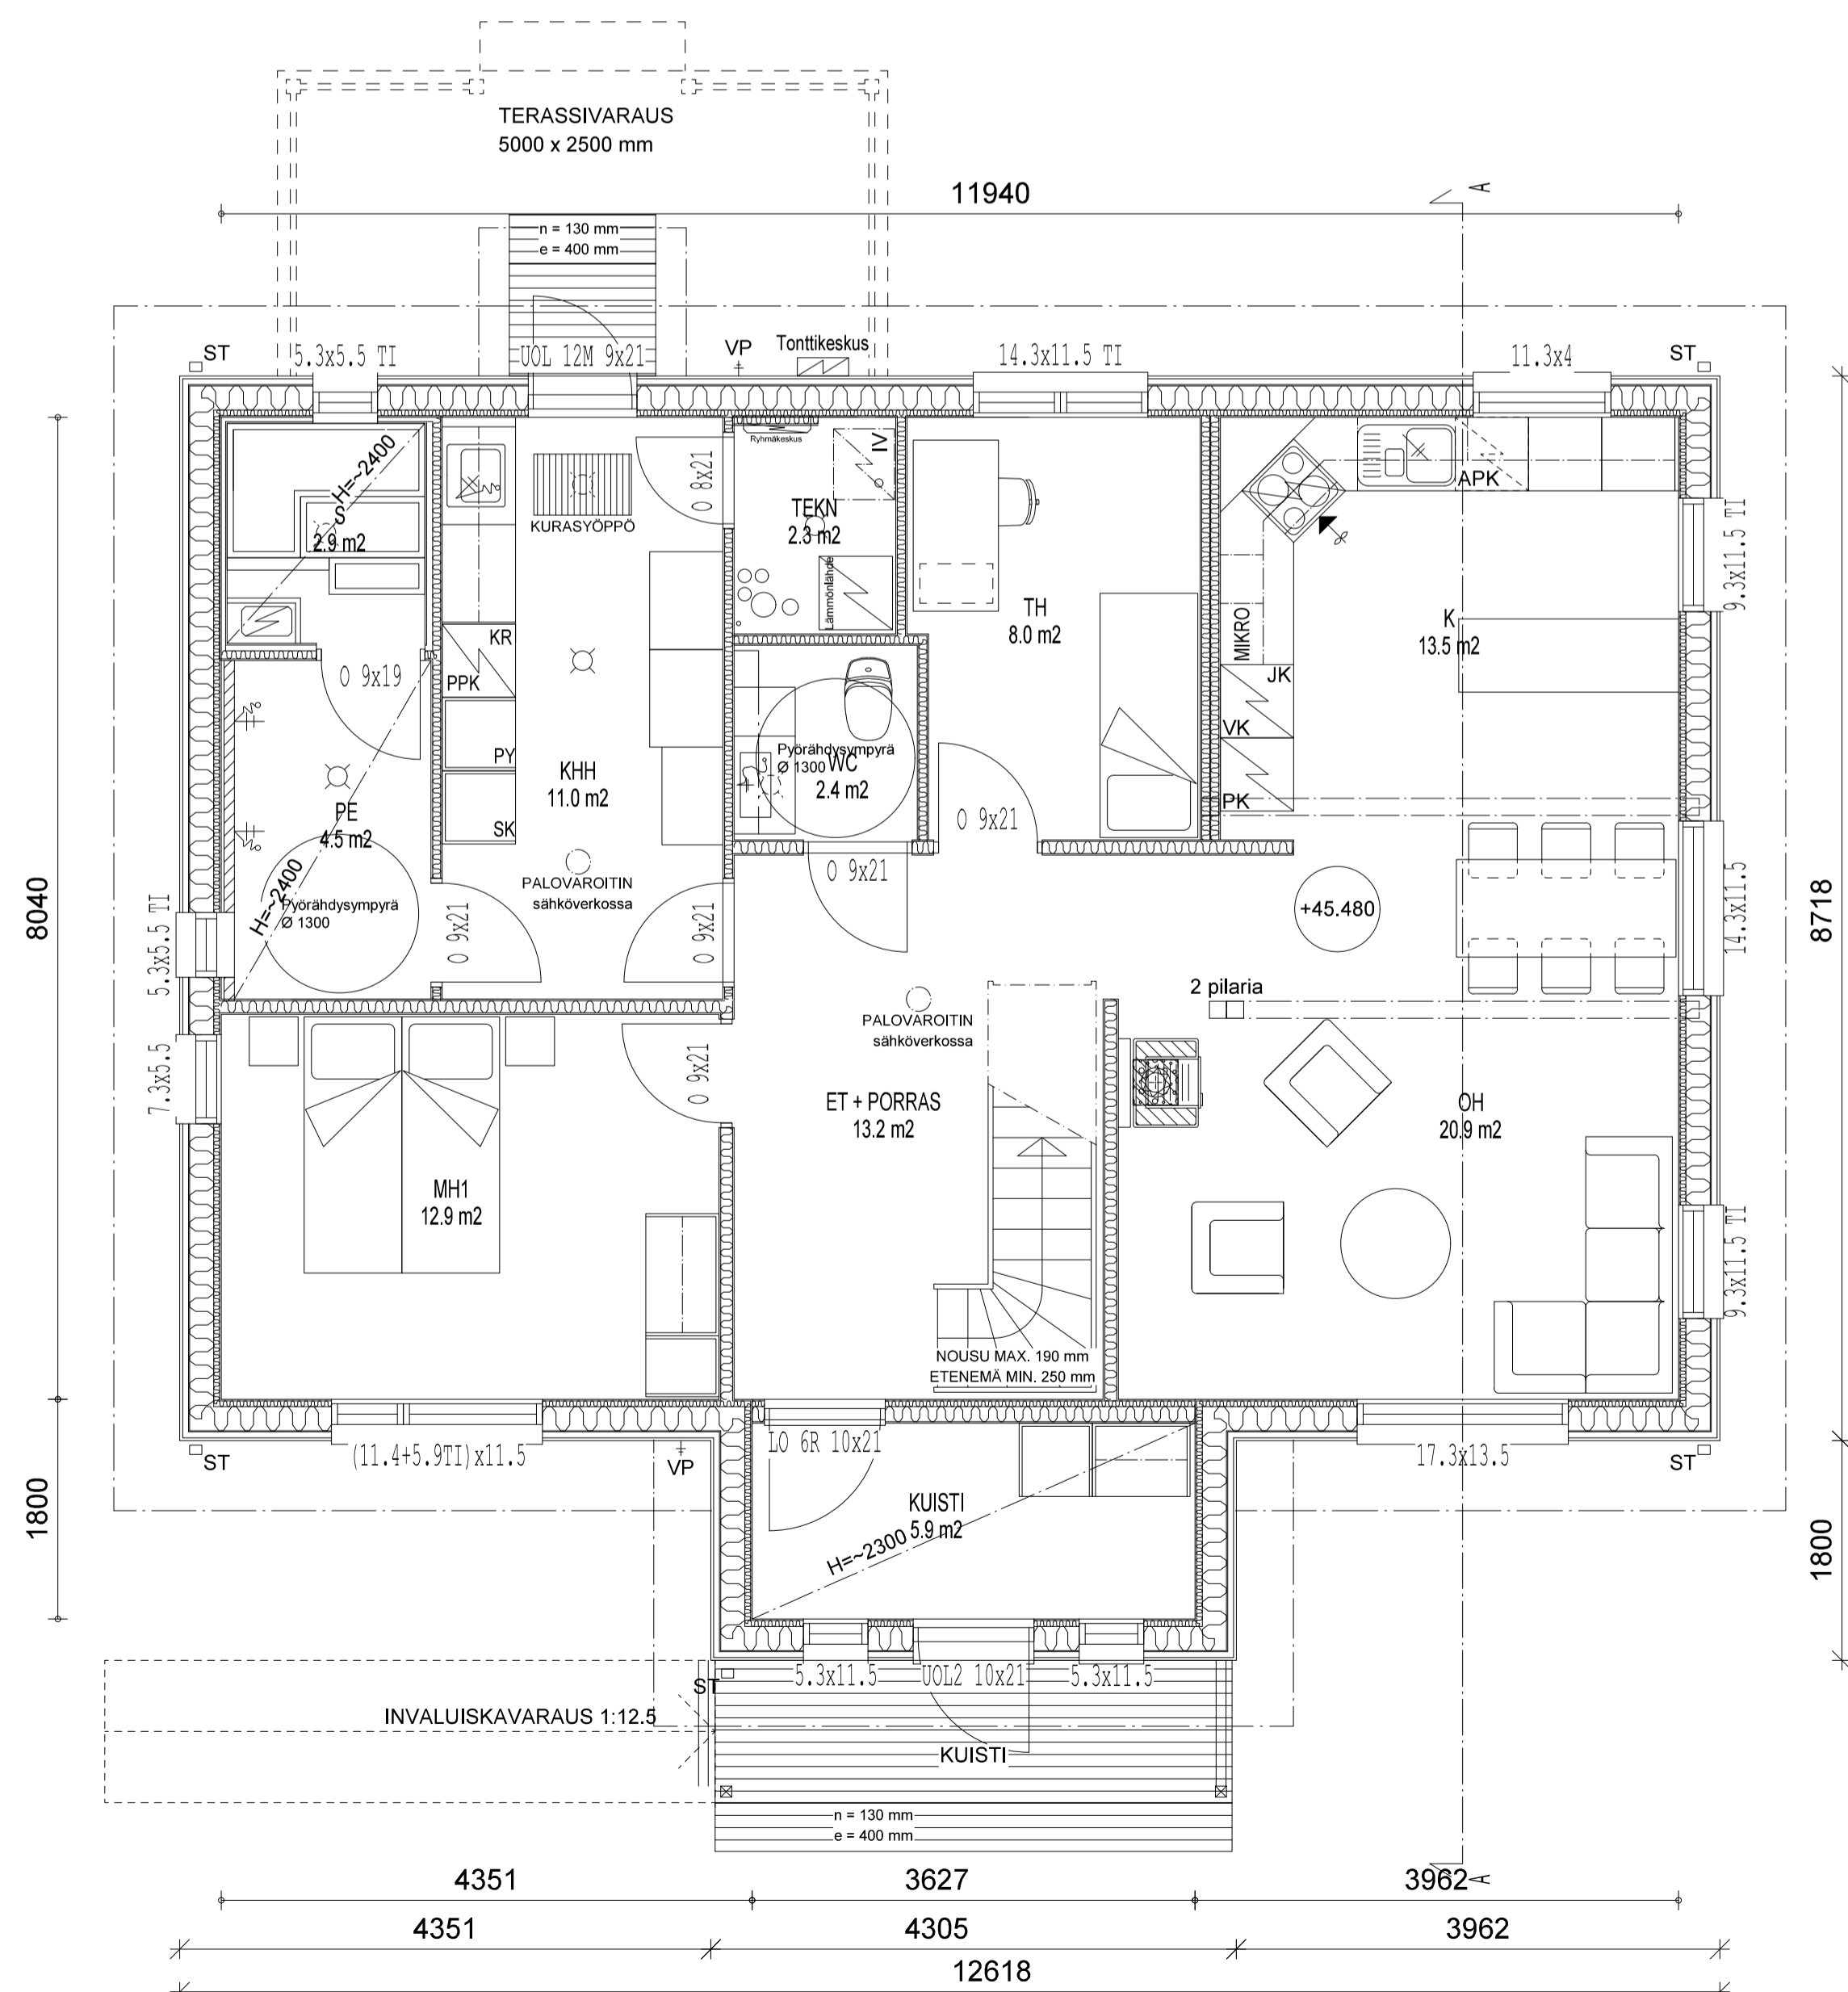 TERASSIVARAUS
5000 x 2500 mm
11940
A
n = 130 mm
e = 400 mm
ST
5.3x5.5 TI
UOL 12M 9x21
VP
Tonttikeskus
14.3x11.5 TI
11.3x4
ST
H=~2400
S
2.9 m2
KURASYÖPPÖ
O 8x21
Ryhmäkeskus
IV
TEKN
2.3 m2
Lämmönlähde
TH
8.0 m2
APK
MIKRO
K
13.5 m2
9.3x11.5 TI
KR
PPK
O 9x19
JK
VK
PY
Pyörähdysympyrä
Ø 1300
WC
2.4 m2
KHH
11.0 m2
PK
PE
4.5 m2
SK
O 9x21
O 9x21
PALOVAROITIN
sähköverkossa
H=~2400
Pyörähdysympyrä
Ø 1300
O 9x21
O 9x21
+45.480
14.3x11.5
8040
8718
5.3x5.5 TI
2 pilaria
PALOVAROITIN
sähköverkossa
7.3x5.5
O 9x21
ET + PORRAS
13.2 m2
OH
20.9 m2
MH1
12.9 m2
9.3x11.5 TI
NOUSU MAX. 190 mm
ETENEMÄ MIN. 250 mm
ST
(11.4+5.9TI)x11.5
VP
LO 6R 10x21
17.3x13.5
ST
1800
KUISTI
5.9 m2
H=~2300
1800
ST
5.3x11.5
UOL2 10x21
5.3x11.5
INVALUISKAVARAUS 1:12.5
KUISTI
n = 130 mm
e = 400 mm
4351
3627
3962
A
4351
4305
3962
12618